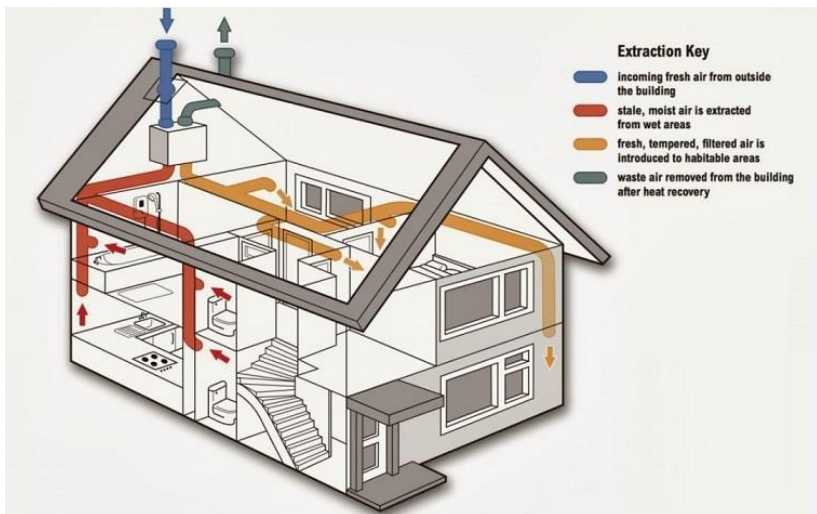 Extraction Key
incoming fresh air from outside
the building
stale, moist air is extracted
from wet areas
fresh, tempered, filtered air is
introduced to habitable areas
waste air removed from the building
after heat recovery